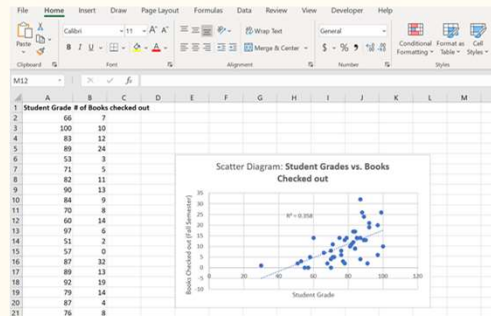 File Home Insert Draw Page Layout Formulas Data Review View Developer Help
Calibri 11 A A
Wrap Text
General
Paste
B I U
Merge & Center
$ % 9
Conditional Formatting
Format as Table
Cell Styles
Clipboard Font Alignment Number Styles
M12 fx
A B C D E F G H I J K L M
1 Student Grade # of Books checked out
2 66 7
3 100 10
4 83 12
5 89 24
6 53 3
7 71 5
8 82 11
9 90 13
10 84 9
11 70 8
12 60 14
13 97 6
14 51 2
15 57 0
16 87 32
17 89 13
18 92 19
19 79 14
20 87 4
21 76 8
Scatter Diagram: Student Grades vs. Books
Checked out
Books Checked out (Fall Semester)
35
30
25
20
15
10
5
0
-5
-10
R² = 0.358
0 20 40 60 80 100 120
Student Grade